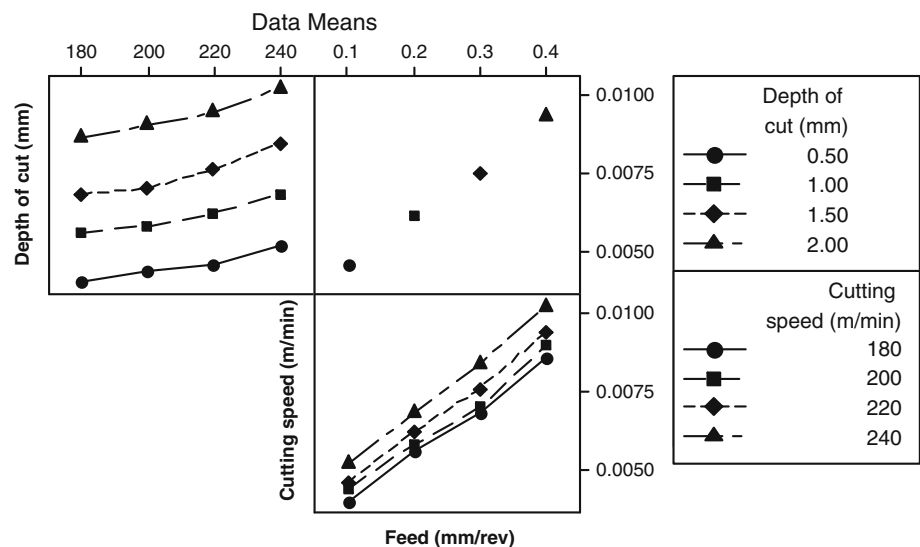 Data Means
180 200 220 240
0.1 0.2 0.3 0.4
Depth of cut (mm)
0.0100
0.0075
0.0050
Cutting speed (m/min)
0.0100
0.0075
0.0050
Feed (mm/rev)
Depth of
cut (mm)
0.50
1.00
1.50
2.00
Cutting
speed (m/min)
180
200
220
240